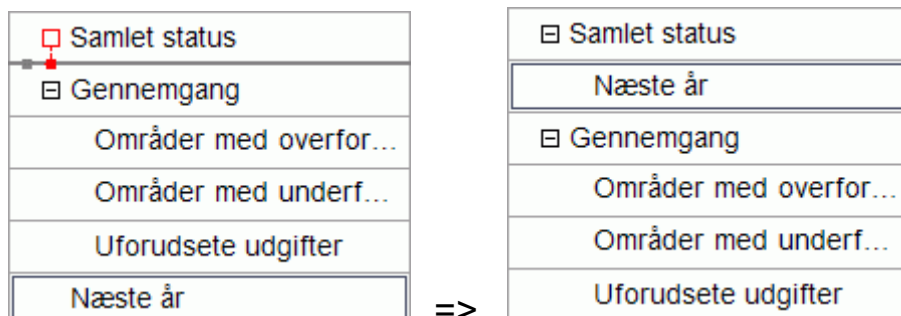 Samlet status
Gennemgang
Områder med overfor...
Områder med underf...
Uforudsete udgifter
Næste år
=>
Samlet status
Næste år
Gennemgang
Områder med overfor...
Områder med underf...
Uforudsete udgifter